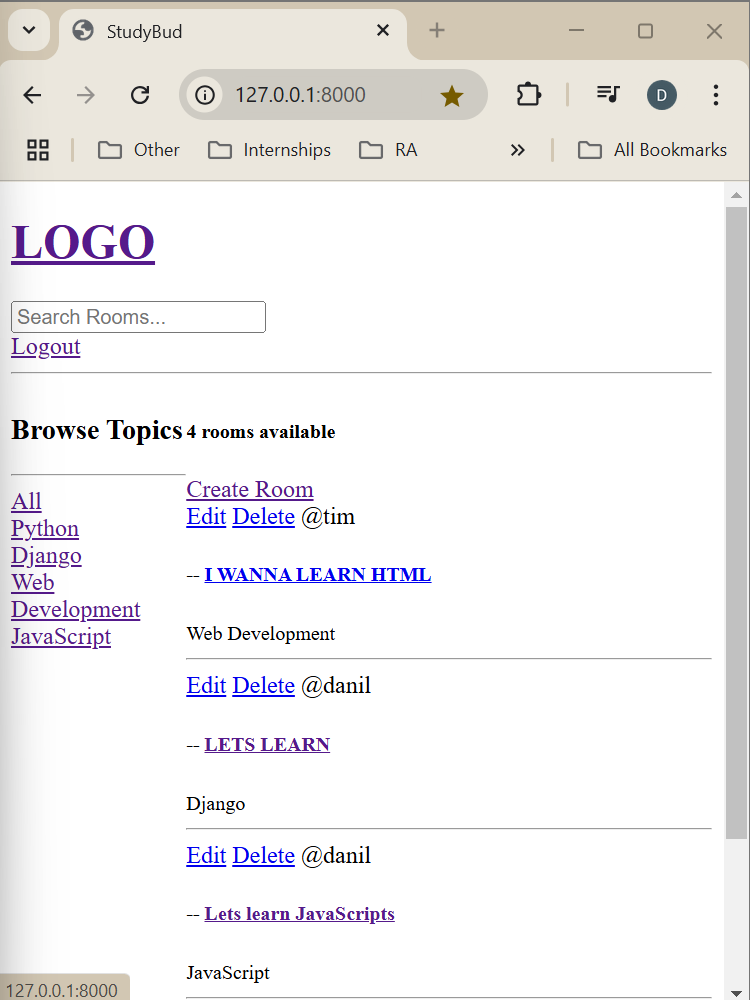 StudyBud
127.0.0.1:8000
D
Other Internships RA » All Bookmarks
LOGO
Search Rooms...
Logout
Browse Topics
4 rooms available
All
Python
Django
Web
Development
JavaScript
Create Room
Edit Delete @tim
-- I WANNA LEARN HTML
Web Development
Edit Delete @danil
-- LETS LEARN
Django
Edit Delete @danil
-- Lets learn JavaScripts
JavaScript
127.0.0.1:8000